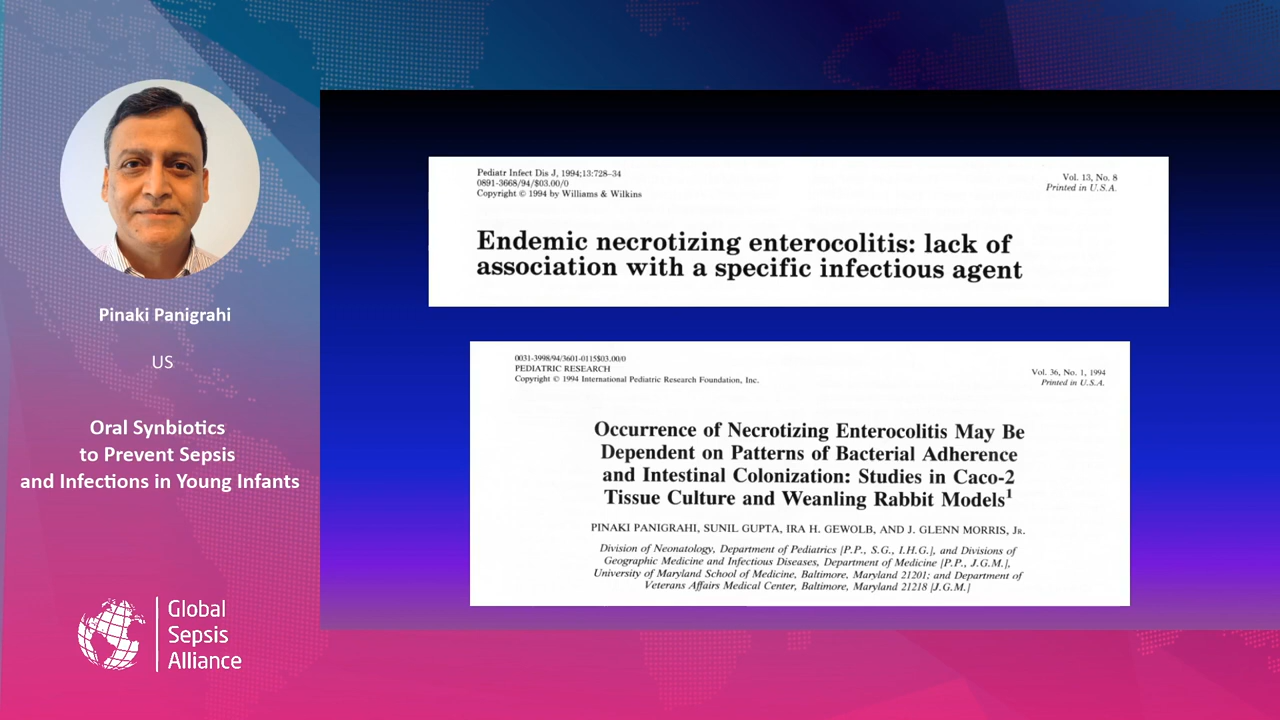 Pinaki Panigrahi
US
Oral Synbiotics
to Prevent Sepsis
and Infections in Young Infants
Global
Sepsis
Alliance
Pediatr Infect Dis J, 1994;13:728–34
0891-3668/94/$03.00/0
Copyright © 1994 by Williams & Wilkins
Vol. 13, No. 8
Printed in U.S.A.
Endemic necrotizing enterocolitis: lack of
association with a specific infectious agent
0031-3998/94/3601-0115$03.00/0
PEDIATRIC RESEARCH
Copyright © 1994 International Pediatric Research Foundation, Inc.
Vol. 36, No. 1, 1994
Printed in U.S.A.
Occurrence of Necrotizing Enterocolitis May Be
Dependent on Patterns of Bacterial Adherence
and Intestinal Colonization: Studies in Caco-2
Tissue Culture and Weanling Rabbit Models¹
PINAKI PANIGRAHI, SUNIL GUPTA, IRA H. GEWOLB, AND J. GLENN MORRIS, JR.
Division of Neonatology, Department of Pediatrics [P.P., S.G., I.H.G.], and Divisions of
Geographic Medicine and Infectious Diseases, Department of Medicine [P.P., J.G.M.],
University of Maryland School of Medicine, Baltimore, Maryland 21201; and Department of
Veterans Affairs Medical Center, Baltimore, Maryland 21218 [J.G.M.]